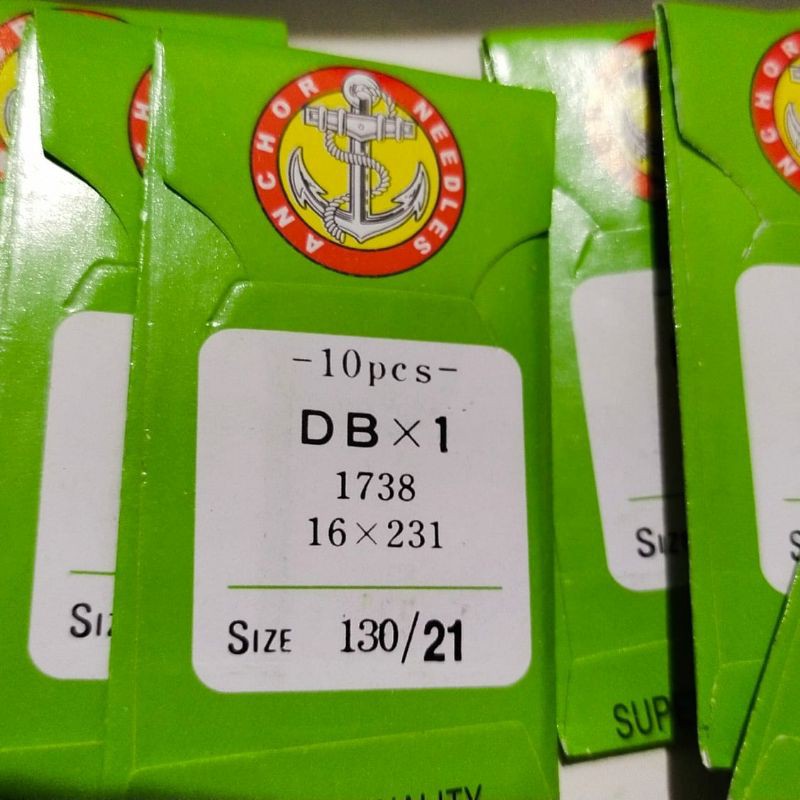 ANCHOR NEEDLES
-10pcs-
DB×1
1738
16×231
SIZE 130/21